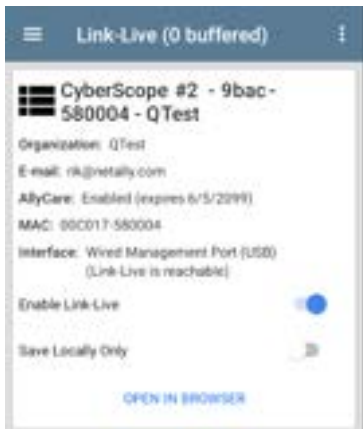 Link-Live (0 buffered)
CyberScope #2 - 9bac-
580004 - QTest
Organization: QTest
E-mail: rik@netally.com
AllyCare: Enabled (expires 6/5/2099)
MAC: 00C017-580004
Interface: Wired Management Port (USB)
(Link-Live is reachable)
Enable Link-Live
Save Locally Only
OPEN IN BROWSER